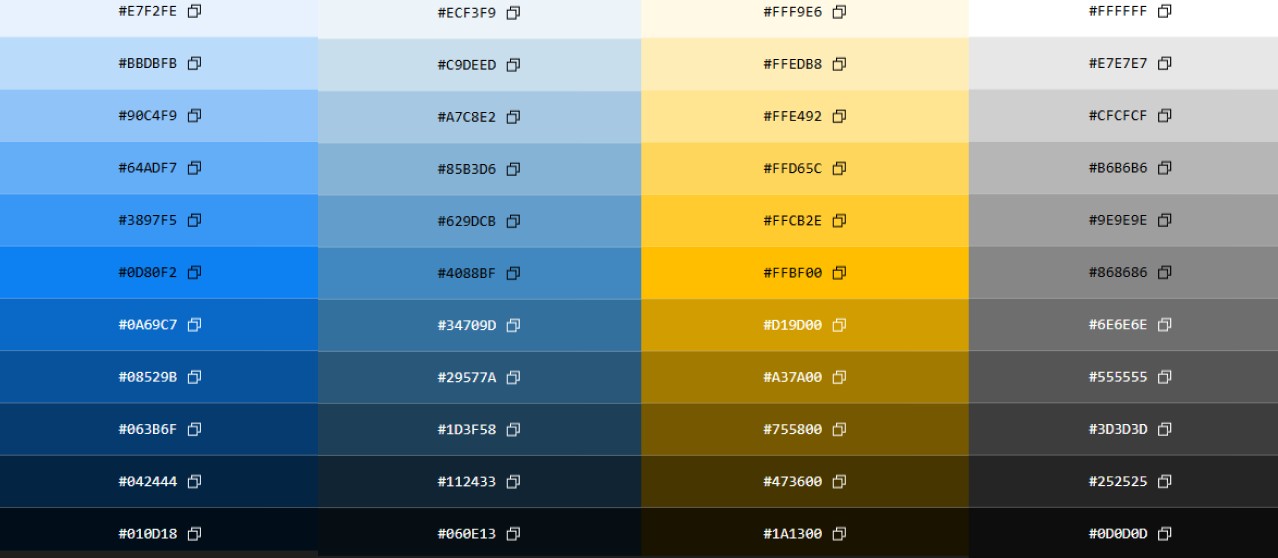 #E7F2FE #ECF3F9 #FFF9E6 #FFFFFF
#BBDBFB #C9DEED #FFEDB8 #E7E7E7
#90C4F9 #A7C8E2 #FFE492 #CFCFCF
#64ADF7 #85B3D6 #FFD65C #B6B6B6
#3897F5 #629DCB #FFCB2E #9E9E9E
#0D80F2 #4088BF #FFBF00 #868686
#0A69C7 #34709D #D19D00 #6E6E6E
#08529B #29577A #A37A00 #555555
#063B6F #1D3F58 #755800 #3D3D3D
#042444 #112433 #473600 #252525
#010D18 #060E13 #1A1300 #0D0D0D